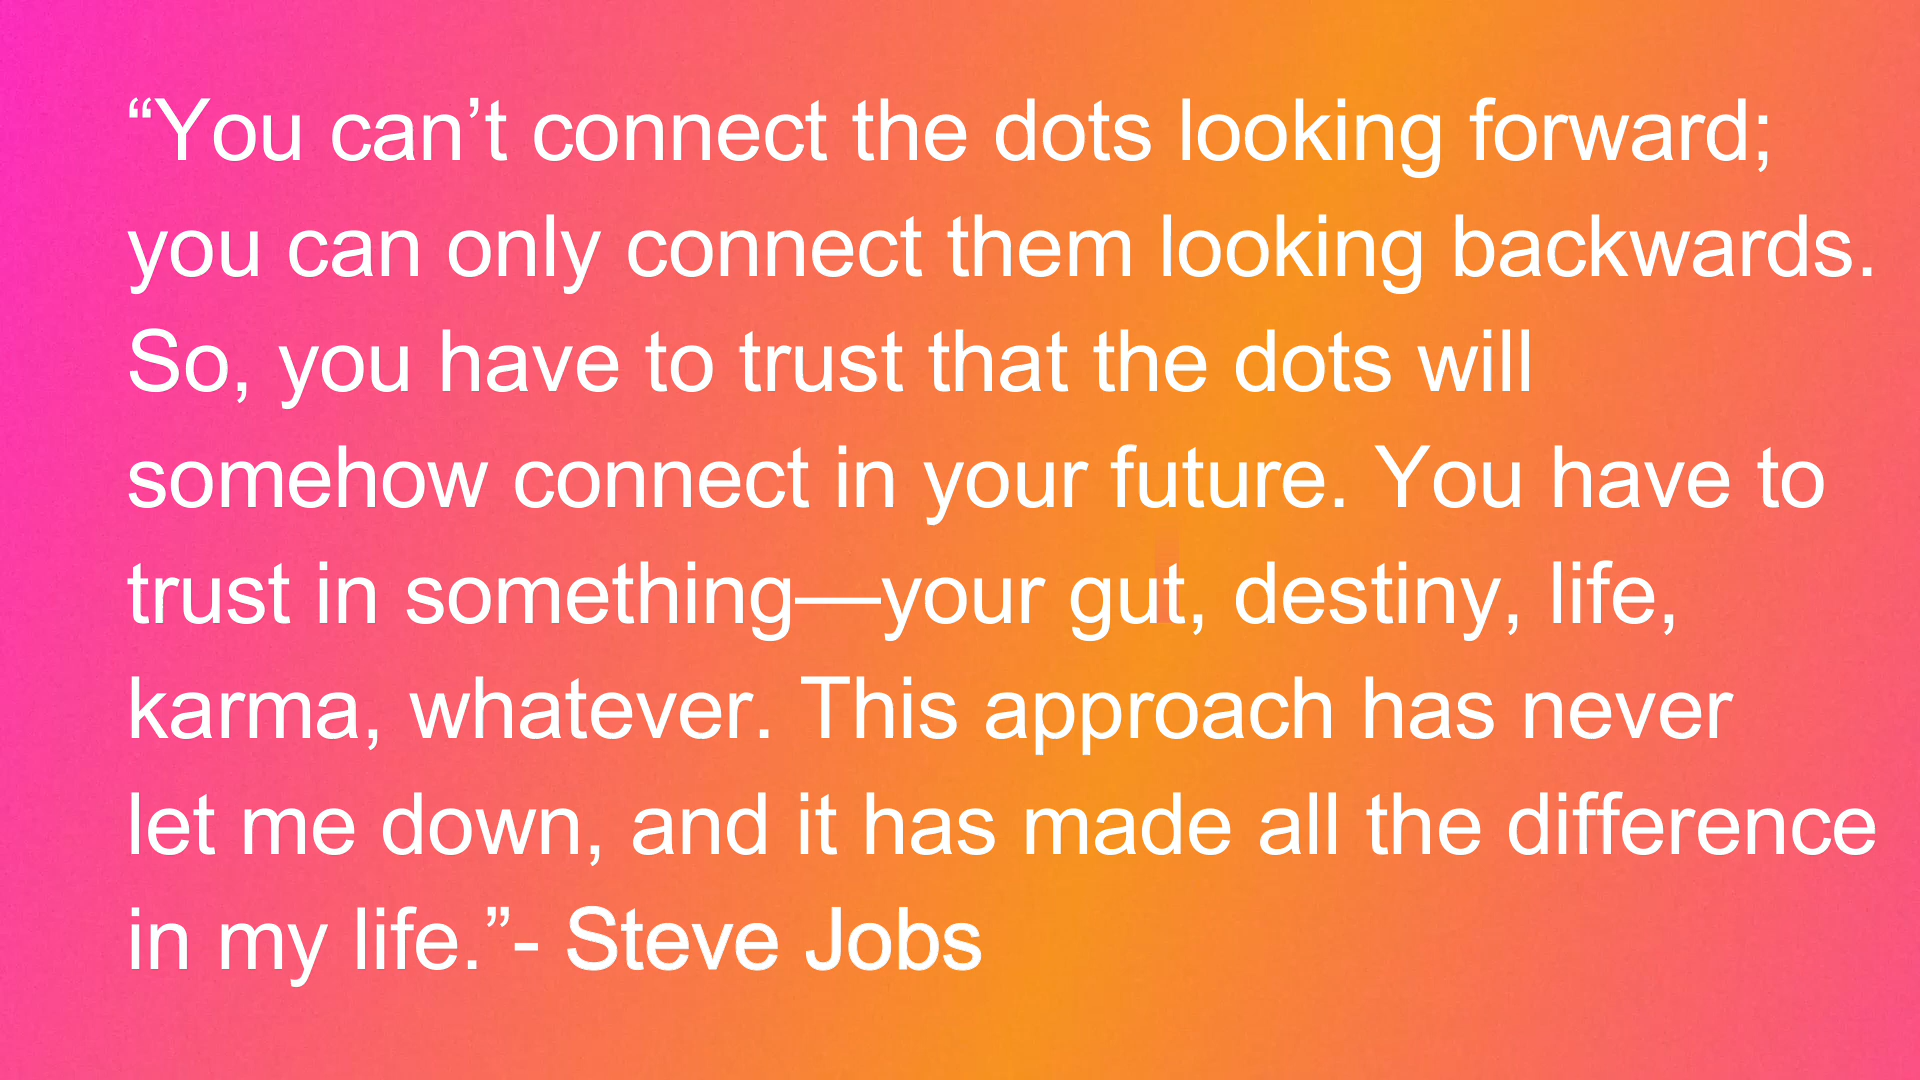 “You can’t connect the dots looking forward;
you can only connect them looking backwards.
So, you have to trust that the dots will
somehow connect in your future. You have to
trust in something—your gut, destiny, life,
karma, whatever. This approach has never
let me down, and it has made all the difference
in my life.”- Steve Jobs